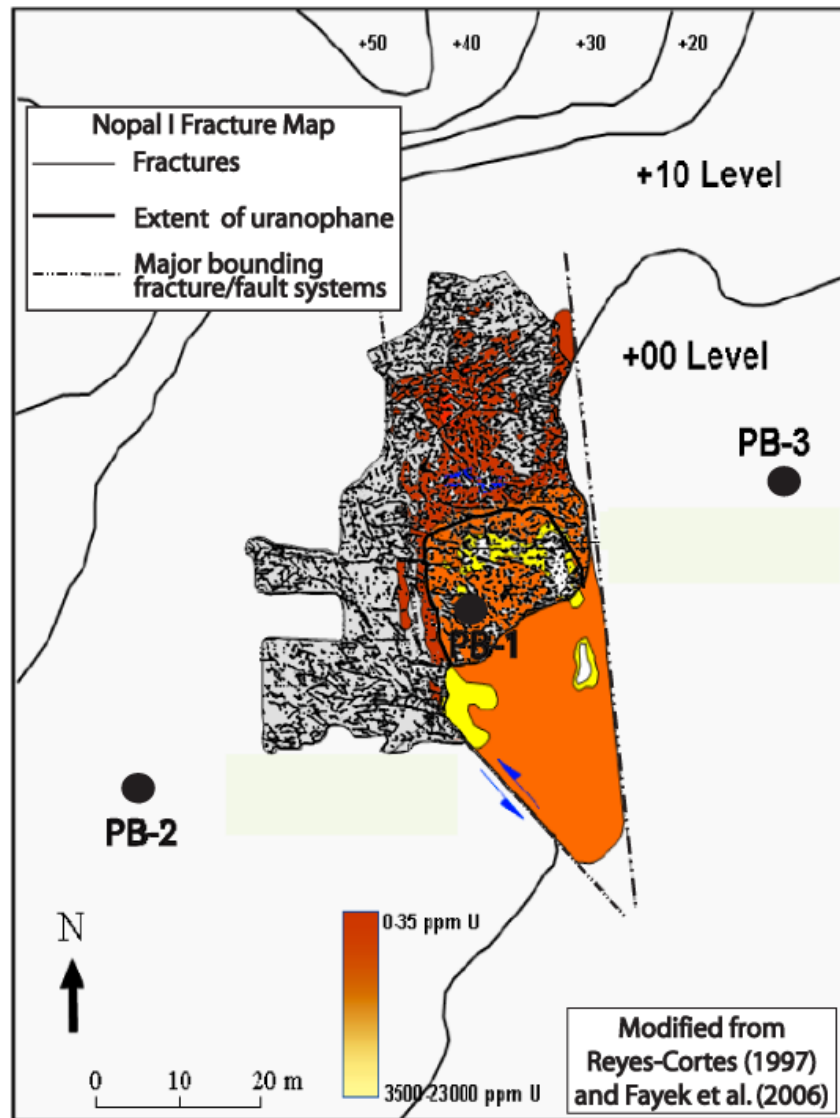 +50
+40
+30
+20
Nopal I Fracture Map
Fractures
Extent of uranophane
Major bounding
fracture/fault systems
+10 Level
+00 Level
PB-3
PB-1
PB-2
N
0-35 ppm U
3500-23000 ppm U
0 10 20 m
Modified from
Reyes-Cortes (1997)
and Fayek et al. (2006)